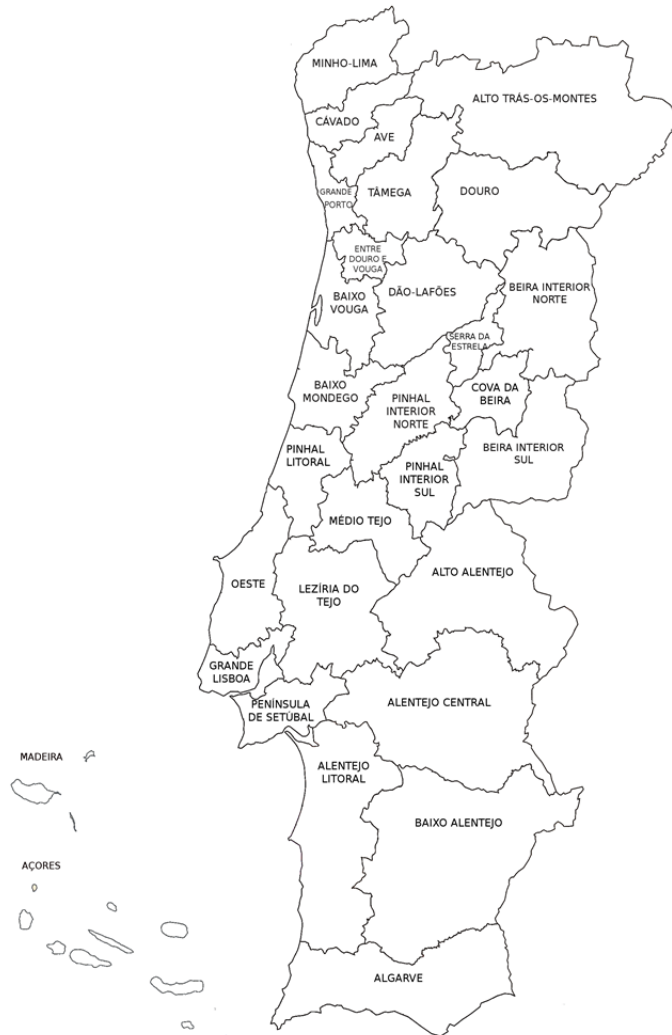 MINHO-LIMA
ALTO TRÁS-OS-MONTES
CÁVADO
AVE
GRANDE
PORTO
TÂMEGA
DOURO
ENTRE
DOURO E
VOUGA
BAIXO
VOUGA
DÃO-LAFÕES
BEIRA INTERIOR
NORTE
SERRA DA
ESTRELA
BAIXO
MONDEGO
PINHAL
INTERIOR
NORTE
COVA DA
BEIRA
PINHAL
LITORAL
PINHAL
INTERIOR
SUL
BEIRA INTERIOR
SUL
MÉDIO TEJO
OESTE
LEZÍRIA DO
TEJO
ALTO ALENTEJO
GRANDE
LISBOA
PENÍNSULA
DE SETÚBAL
ALENTEJO CENTRAL
MADEIRA
ALENTEJO
LITORAL
BAIXO ALENTEJO
AÇORES
ALGARVE